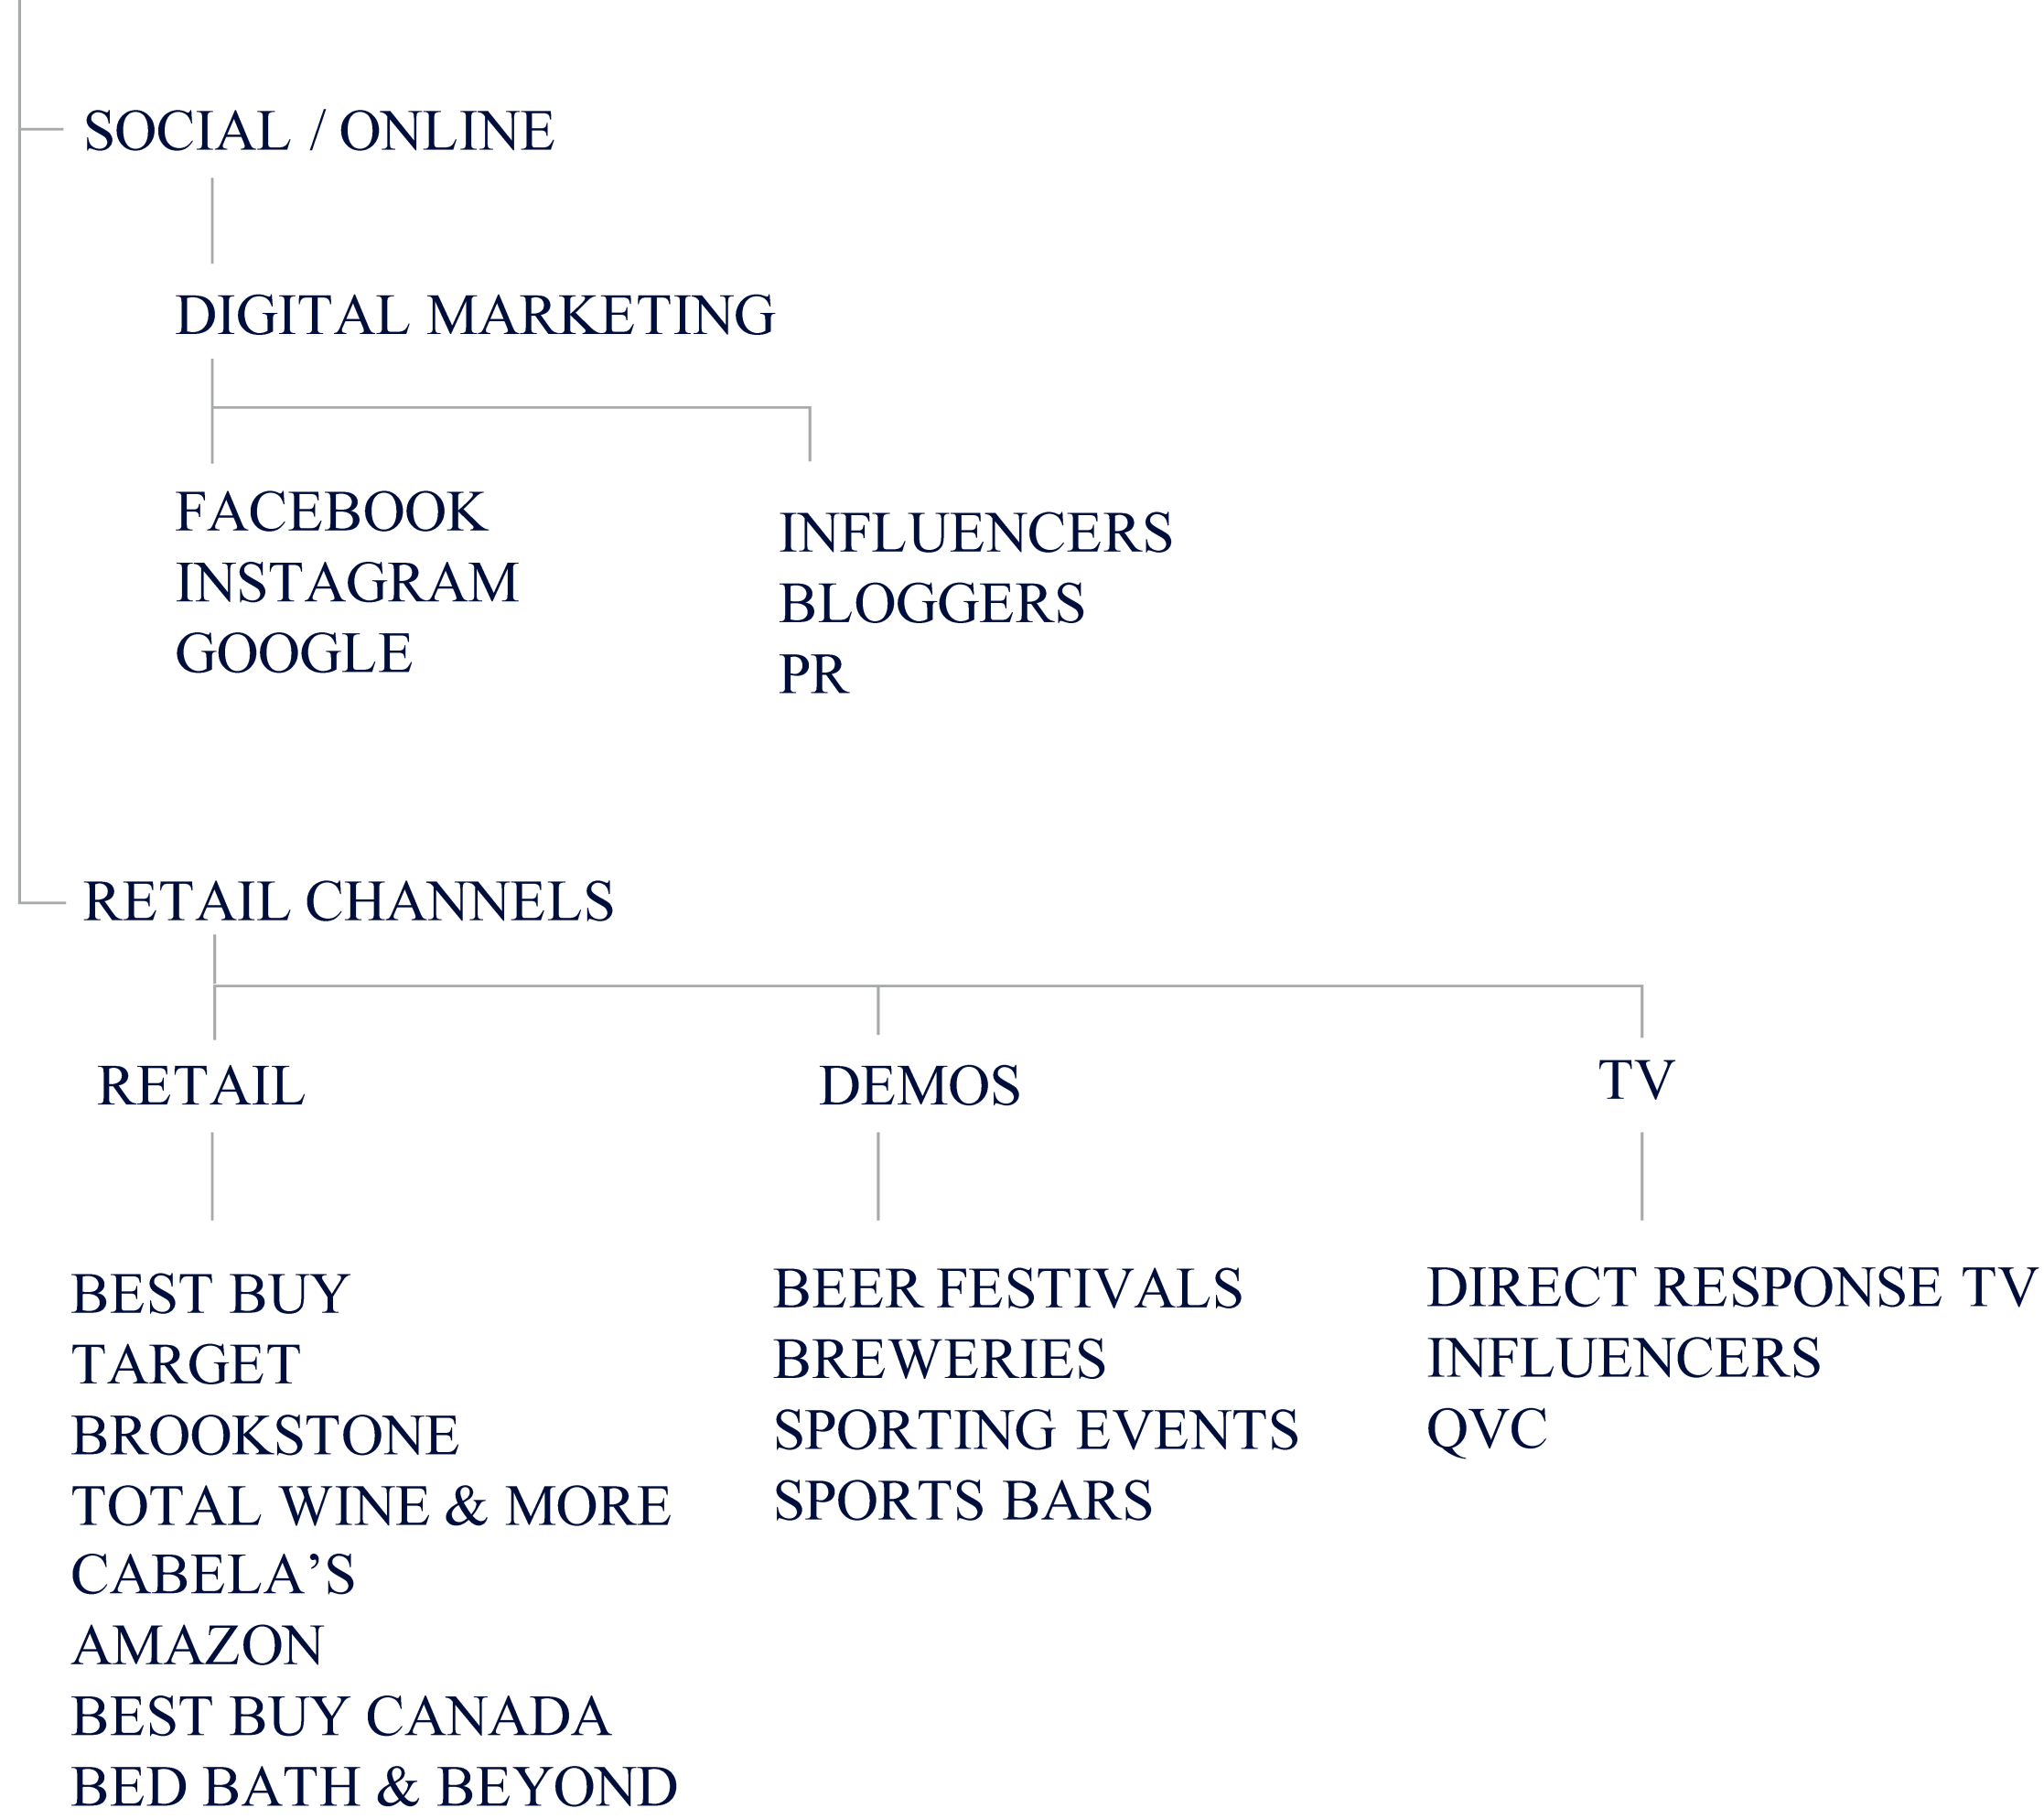 SOCIAL / ONLINE
DIGITAL MARKETING
FACEBOOK
INSTAGRAM
GOOGLE
INFLUENCERS
BLOGGERS
PR
RETAIL CHANNELS
RETAIL
DEMOS
TV
BEST BUY
TARGET
BROOKSTONE
TOTAL WINE & MORE
CABELA’S
AMAZON
BEST BUY CANADA
BED BATH & BEYOND
BEER FESTIVALS
BREWERIES
SPORTING EVENTS
SPORTS BARS
DIRECT RESPONSE TV
INFLUENCERS
QVC